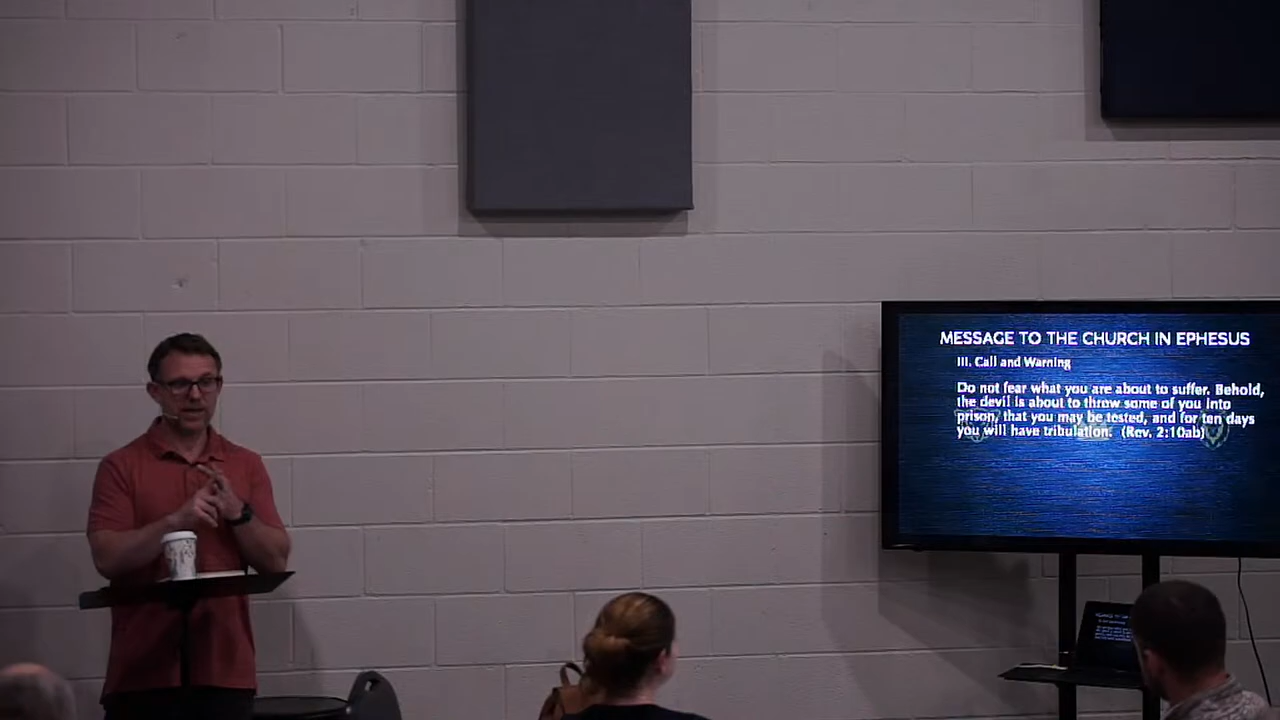 MESSAGE TO THE CHURCH IN EPHESUS
III. Call and Warning
Do not fear what you are about to suffer. Behold,
the devil is about to throw some of you into
prison, that you may be tested, and for ten days
you will have tribulation. (Rev. 2:10ab)